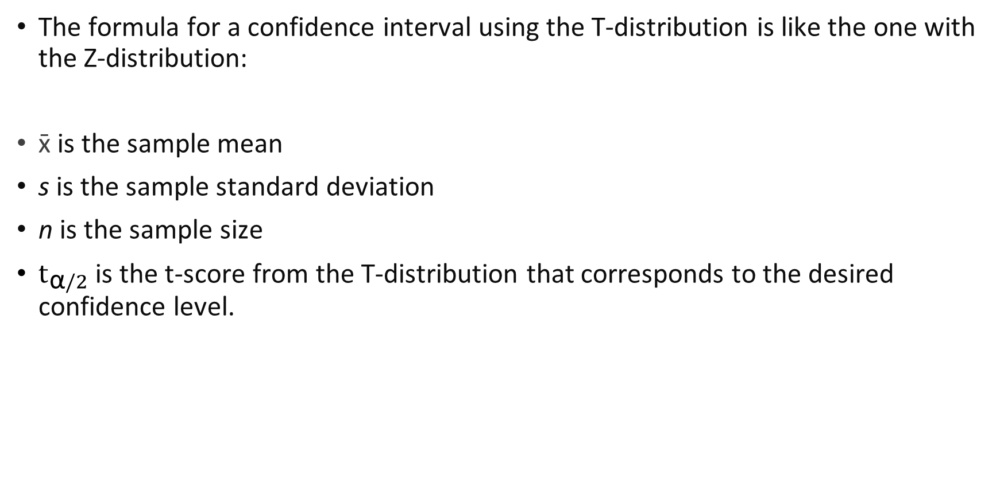 • The formula for a confidence interval using the T-distribution is like the one with
the Z-distribution:
• x̄ is the sample mean
• s is the sample standard deviation
• n is the sample size
• tα/2 is the t-score from the T-distribution that corresponds to the desired
confidence level.